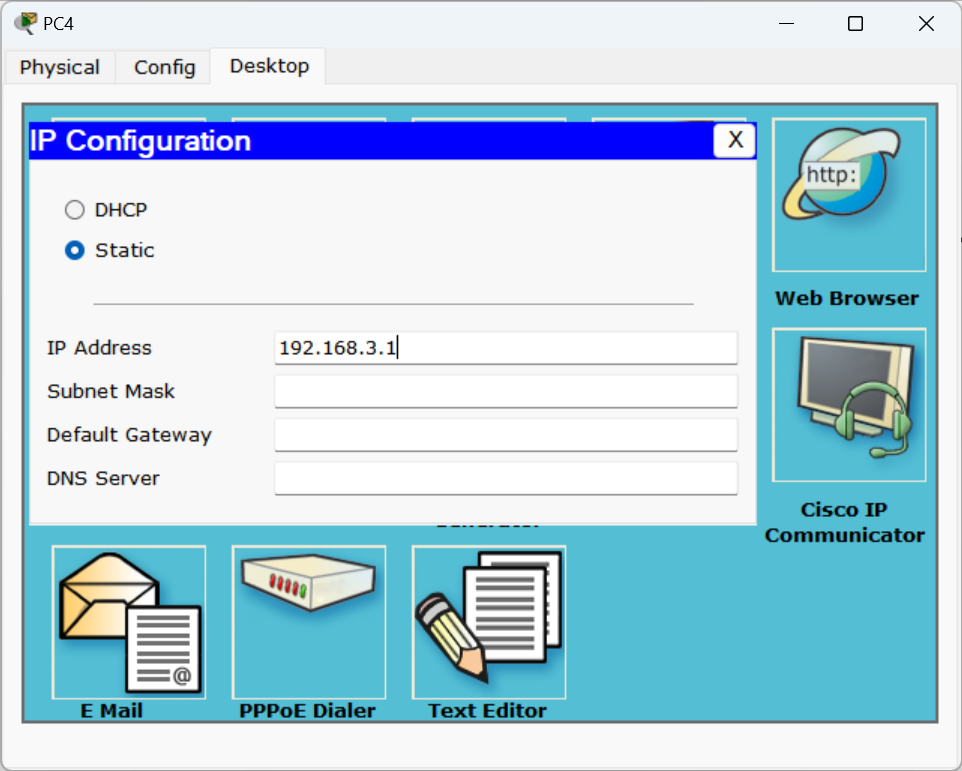 PC4
Physical Config Desktop
IP Configuration X
DHCP
Static
IP Address 192.168.3.1
Subnet Mask
Default Gateway
DNS Server
http:
Web Browser
Cisco IP
Communicator
@
E Mail PPPoE Dialer Text Editor